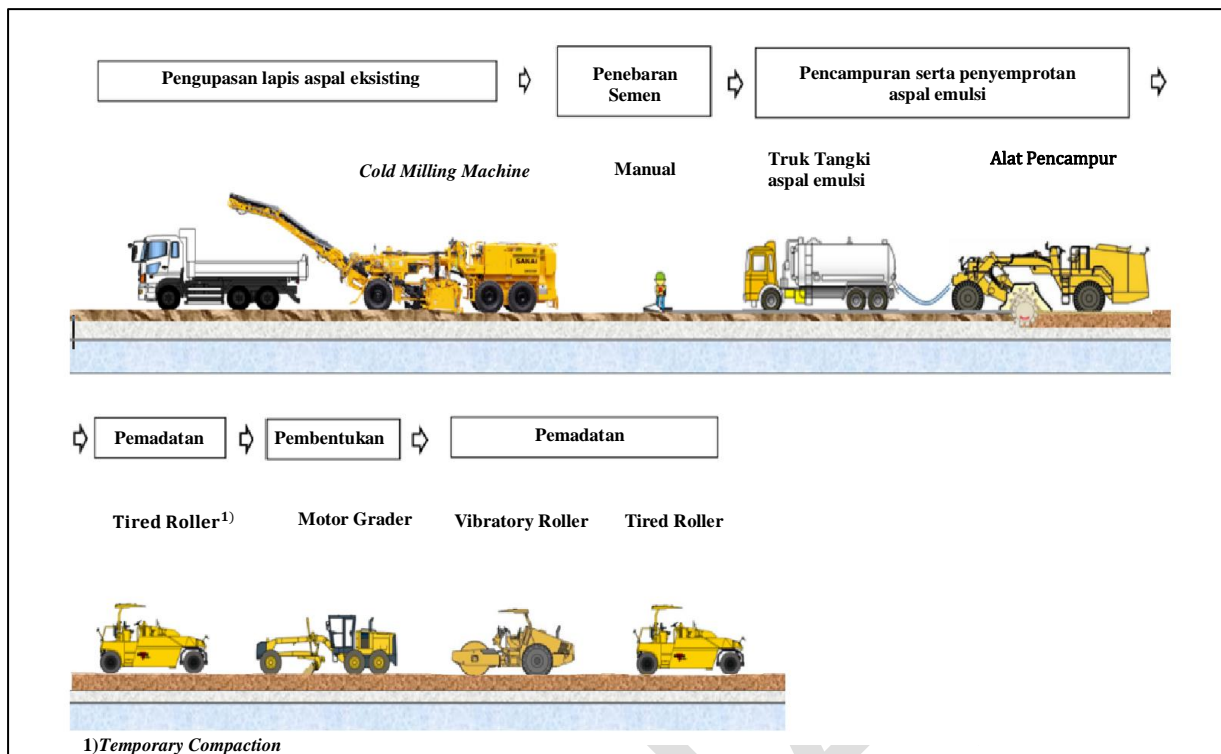 Pengupasan lapis aspal eksisting
Penebaran
Semen
Pencampuran serta penyemprotan
aspal emulsi
Cold Milling Machine
Manual
Truk Tangki
aspal emulsi
Alat Pencampur
SAKAI
Pemadatan
Pembentukan
Pemadatan
Tired Roller¹⁾
Motor Grader
Vibratory Roller
Tired Roller
1)Temporary Compaction